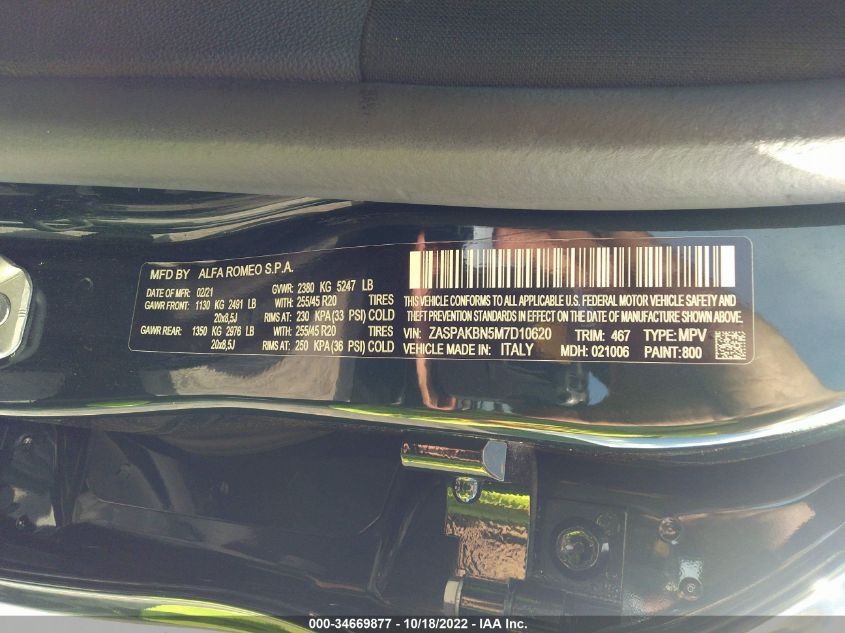 MFD BY ALFA ROMEO S.P.A.
DATE OF MFR 02/21 GVWR: 2380 KG 5247 LB
GAWR FRONT: 1130 KG 2491 LB WITH: 255/45 R20 TIRES
20x8,5J RIMS AT: 230 KPA (33 PSI) COLD
GAWR REAR: 1350 KG 2976 LB WITH: 255/45 R20 TIRES
20x8,5J RIMS AT: 250 KPA (36 PSI) COLD
THIS VEHICLE CONFORMS TO ALL APPLICABLE U.S. FEDERAL MOTOR VEHICLE SAFETY AND
THEFT PREVENTION STANDARDS IN EFFECT ON THE DATE OF MANUFACTURE SHOWN ABOVE.
VIN: ZASPAKBN5M7D10620 TRIM: 467 TYPE: MPV
VEHICLE MADE IN: ITALY MDH: 021006 PAINT: 800
000-34669877 - 10/18/2022 - IAA Inc.